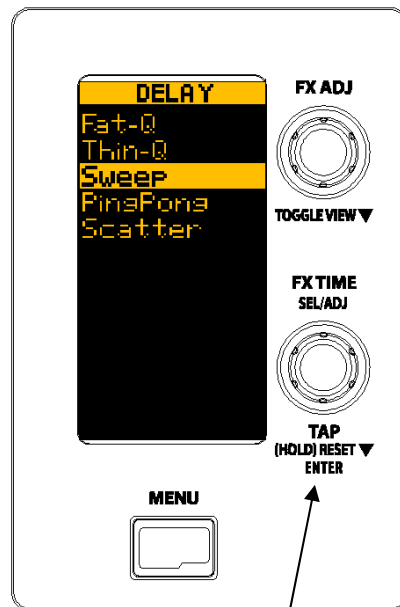 DELAY
Fat-Q
Thin-Q
Sweep
PingPong
Scatter
FX ADJ
TOGGLE VIEW ▼
FX TIME
SEL/ADJ
TAP
(HOLD) RESET ▼
ENTER
MENU